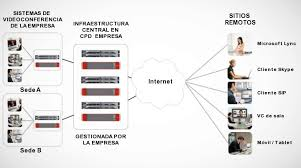 SISTEMAS DE
VIDEOCONFERENCIA
DE LA EMPRESA
INFRAESTRUCTURA
CENTRAL EN
CPD EMPRESA
SITIOS
REMOTOS
Sede A
Sede B
GESTIONADA POR
LA EMPRESA
Internet
Microsoft Lync
Cliente Skype
Cliente SIP
VC de sala
Móvil / Tablet